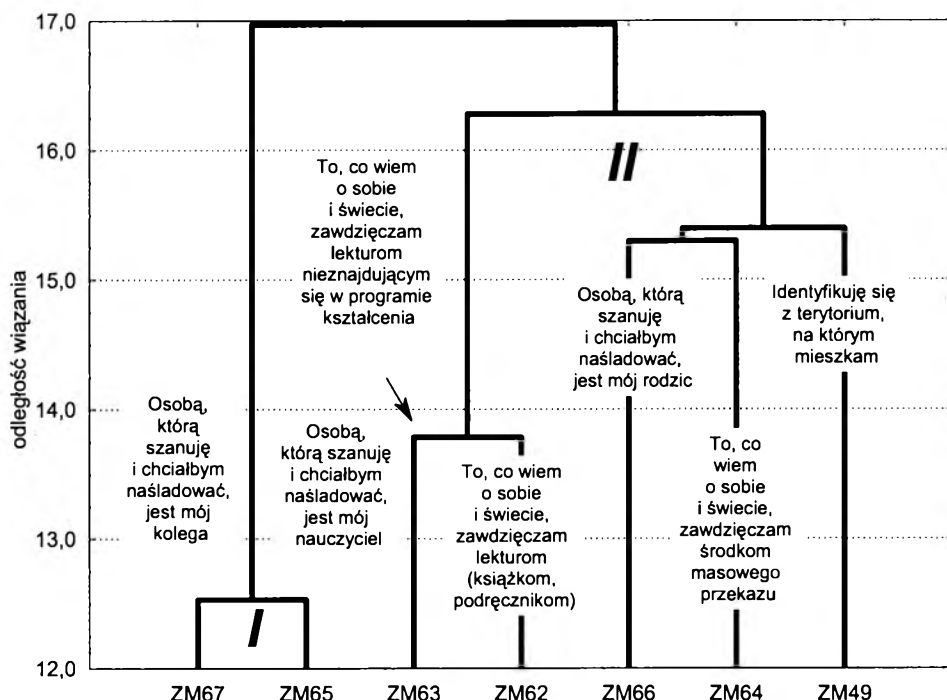 odległość wiązania
17,0
16,0
15,0
14,0
13,0
12,0
To, co wiem
o sobie
i świecie,
zawdzięczam
lekturom
nieznajdującym
się w programie
kształcenia
II
Osobą, którą
szanuję
i chciałbym
naśladować,
jest mój rodzic
Identyfikuję się
z terytorium,
na którym
mieszkam
Osobą,
którą
szanuję
i chciałbym
naśladować,
jest mój
kolega
Osobą,
którą szanuję
i chciałbym
naśladować,
jest mój
nauczyciel
To, co wiem
o sobie
i świecie,
zawdzięczam
lekturom
(książkom,
podręcznikom)
To, co
wiem
o sobie
i świecie,
zawdzięczam
środkom
masowego
przekazu
I
ZM67 ZM65 ZM63 ZM62 ZM66 ZM64 ZM49